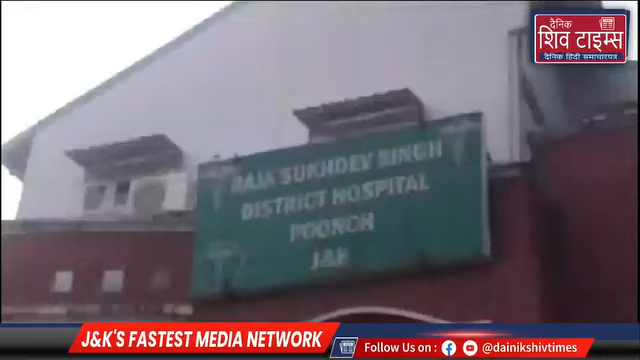 दैनिक
शिव टाइम्स
दैनिक हिंदी समाचारपत्र
RAJA SUKHDEV SINGH
DISTRICT HOSPITAL
POONCH
J&K
J&K'S FASTEST MEDIA NETWORK
Follow Us on : @dainikshivtimes